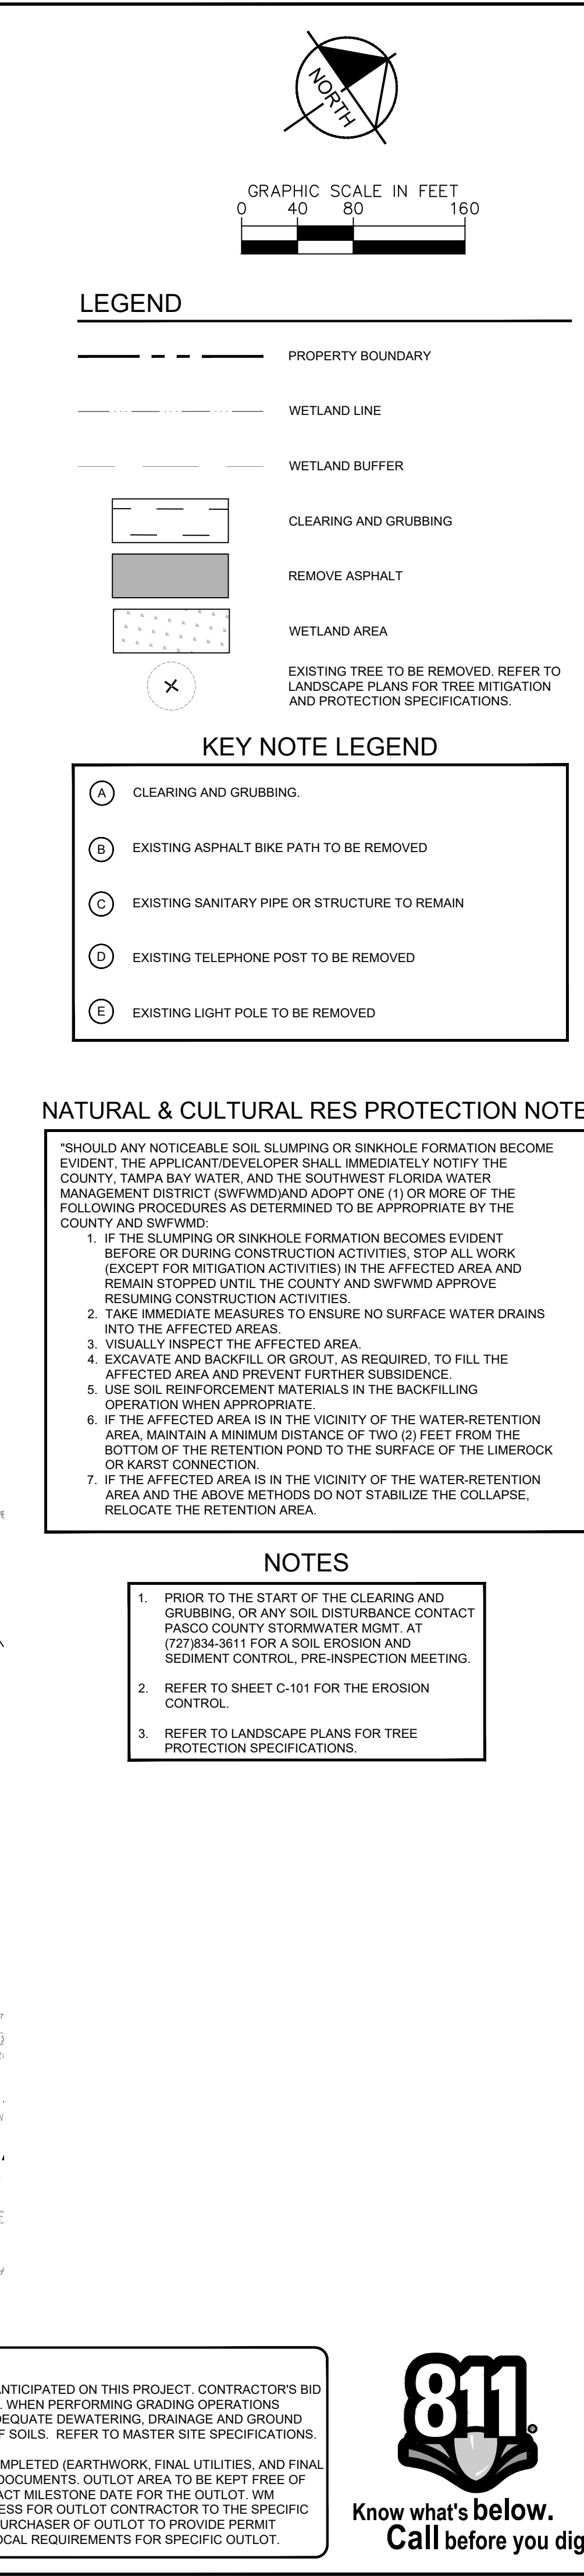 NORTH
GRAPHIC SCALE IN FEET
0 40 80 160
LEGEND
PROPERTY BOUNDARY
WETLAND LINE
WETLAND BUFFER
CLEARING AND GRUBBING
REMOVE ASPHALT
WETLAND AREA
EXISTING TREE TO BE REMOVED. REFER TO
LANDSCAPE PLANS FOR TREE MITIGATION
AND PROTECTION SPECIFICATIONS.
KEY NOTE LEGEND
A CLEARING AND GRUBBING.
B EXISTING ASPHALT BIKE PATH TO BE REMOVED
C EXISTING SANITARY PIPE OR STRUCTURE TO REMAIN
D EXISTING TELEPHONE POST TO BE REMOVED
E EXISTING LIGHT POLE TO BE REMOVED
NATURAL & CULTURAL RES PROTECTION NOTE
"SHOULD ANY NOTICEABLE SOIL SLUMPING OR SINKHOLE FORMATION BECOME
EVIDENT, THE APPLICANT/DEVELOPER SHALL IMMEDIATELY NOTIFY THE
COUNTY, TAMPA BAY WATER, AND THE SOUTHWEST FLORIDA WATER
MANAGEMENT DISTRICT (SWFWMD)AND ADOPT ONE (1) OR MORE OF THE
FOLLOWING PROCEDURES AS DETERMINED TO BE APPROPRIATE BY THE
COUNTY AND SWFWMD:
1. IF THE SLUMPING OR SINKHOLE FORMATION BECOMES EVIDENT
BEFORE OR DURING CONSTRUCTION ACTIVITIES, STOP ALL WORK
(EXCEPT FOR MITIGATION ACTIVITIES) IN THE AFFECTED AREA AND
REMAIN STOPPED UNTIL THE COUNTY AND SWFWMD APPROVE
RESUMING CONSTRUCTION ACTIVITIES.
2. TAKE IMMEDIATE MEASURES TO ENSURE NO SURFACE WATER DRAINS
INTO THE AFFECTED AREAS.
3. VISUALLY INSPECT THE AFFECTED AREA.
4. EXCAVATE AND BACKFILL OR GROUT, AS REQUIRED, TO FILL THE
AFFECTED AREA AND PREVENT FURTHER SUBSIDENCE.
5. USE SOIL REINFORCEMENT MATERIALS IN THE BACKFILLING
OPERATION WHEN APPROPRIATE.
6. IF THE AFFECTED AREA IS IN THE VICINITY OF THE WATER-RETENTION
AREA, MAINTAIN A MINIMUM DISTANCE OF TWO (2) FEET FROM THE
BOTTOM OF THE RETENTION POND TO THE SURFACE OF THE LIMEROCK
OR KARST CONNECTION.
7. IF THE AFFECTED AREA IS IN THE VICINITY OF THE WATER-RETENTION
AREA AND THE ABOVE METHODS DO NOT STABILIZE THE COLLAPSE,
RELOCATE THE RETENTION AREA.
NOTES
1. PRIOR TO THE START OF THE CLEARING AND
GRUBBING, OR ANY SOIL DISTURBANCE CONTACT
PASCO COUNTY STORMWATER MGMT. AT
(727)834-3611 FOR A SOIL EROSION AND
SEDIMENT CONTROL, PRE-INSPECTION MEETING.
2. REFER TO SHEET C-101 FOR THE EROSION
CONTROL.
3. REFER TO LANDSCAPE PLANS FOR TREE
PROTECTION SPECIFICATIONS.
NTICIPATED ON THIS PROJECT. CONTRACTOR'S BID
. WHEN PERFORMING GRADING OPERATIONS
DEQUATE DEWATERING, DRAINAGE AND GROUND
F SOILS. REFER TO MASTER SITE SPECIFICATIONS.
MPLETED (EARTHWORK, FINAL UTILITIES, AND FINAL
DOCUMENTS. OUTLOT AREA TO BE KEPT FREE OF
ACT MILESTONE DATE FOR THE OUTLOT. WM
ESS FOR OUTLOT CONTRACTOR TO THE SPECIFIC
URCHASER OF OUTLOT TO PROVIDE PERMIT
OCAL REQUIREMENTS FOR SPECIFIC OUTLOT.
811
Know what's below.
Call before you dig